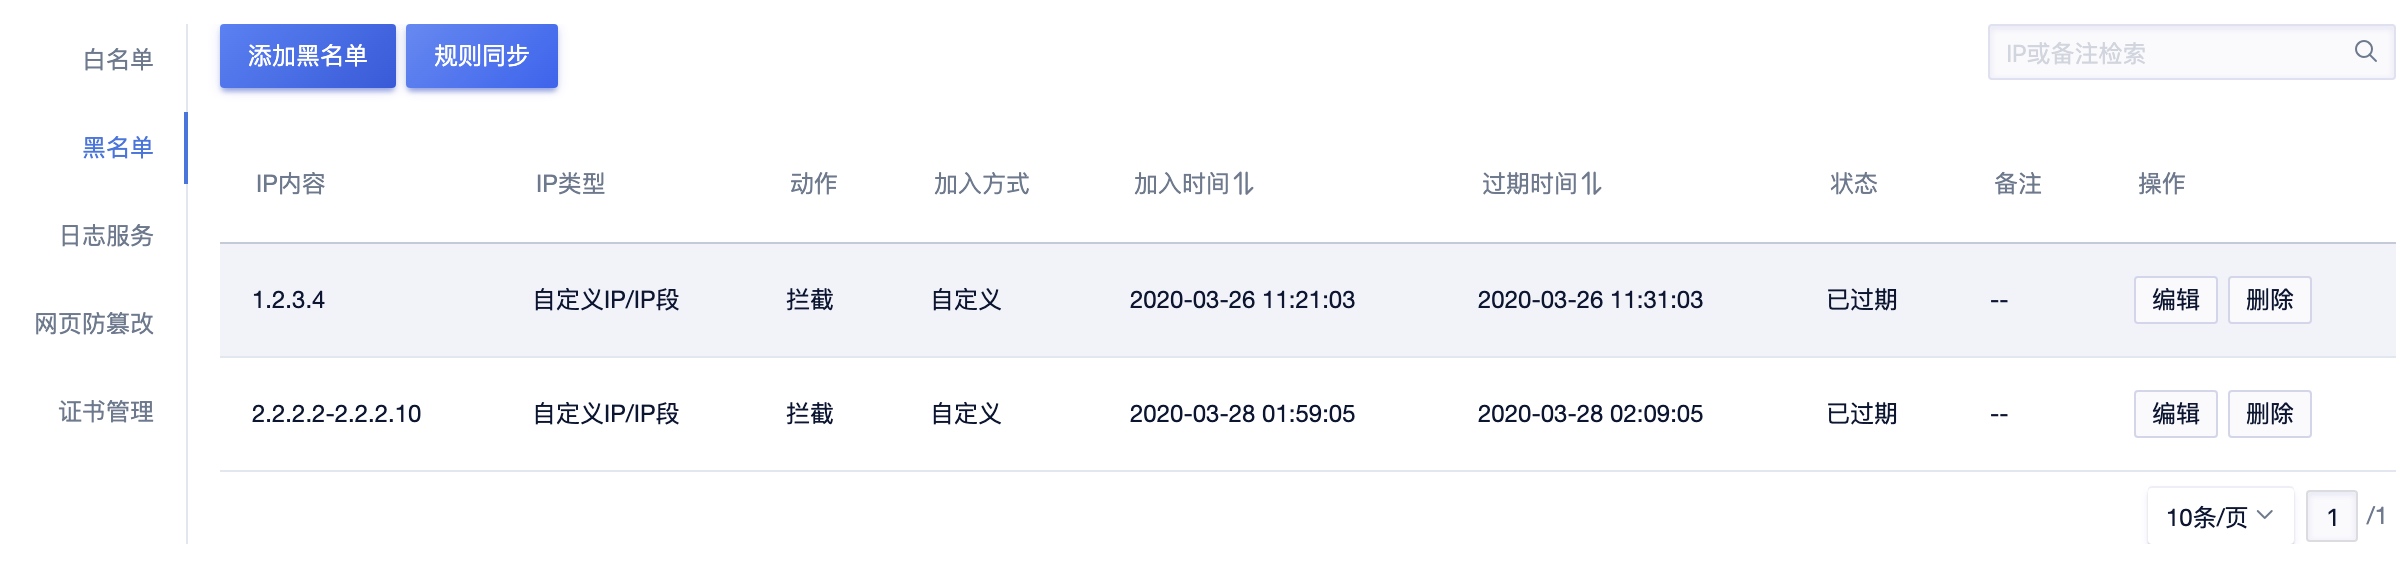 白名单
黑名单
日志服务
网页防篡改
证书管理
添加黑名单 规则同步
IP或备注检索
IP内容 IP类型 动作 加入方式 加入时间 过期时间 状态 备注 操作
1.2.3.4 自定义IP/IP段 拦截 自定义 2020-03-26 11:21:03 2020-03-26 11:31:03 已过期 -- 编辑 删除
2.2.2.2-2.2.2.10 自定义IP/IP段 拦截 自定义 2020-03-28 01:59:05 2020-03-28 02:09:05 已过期 -- 编辑 删除
10条/页 1 /1